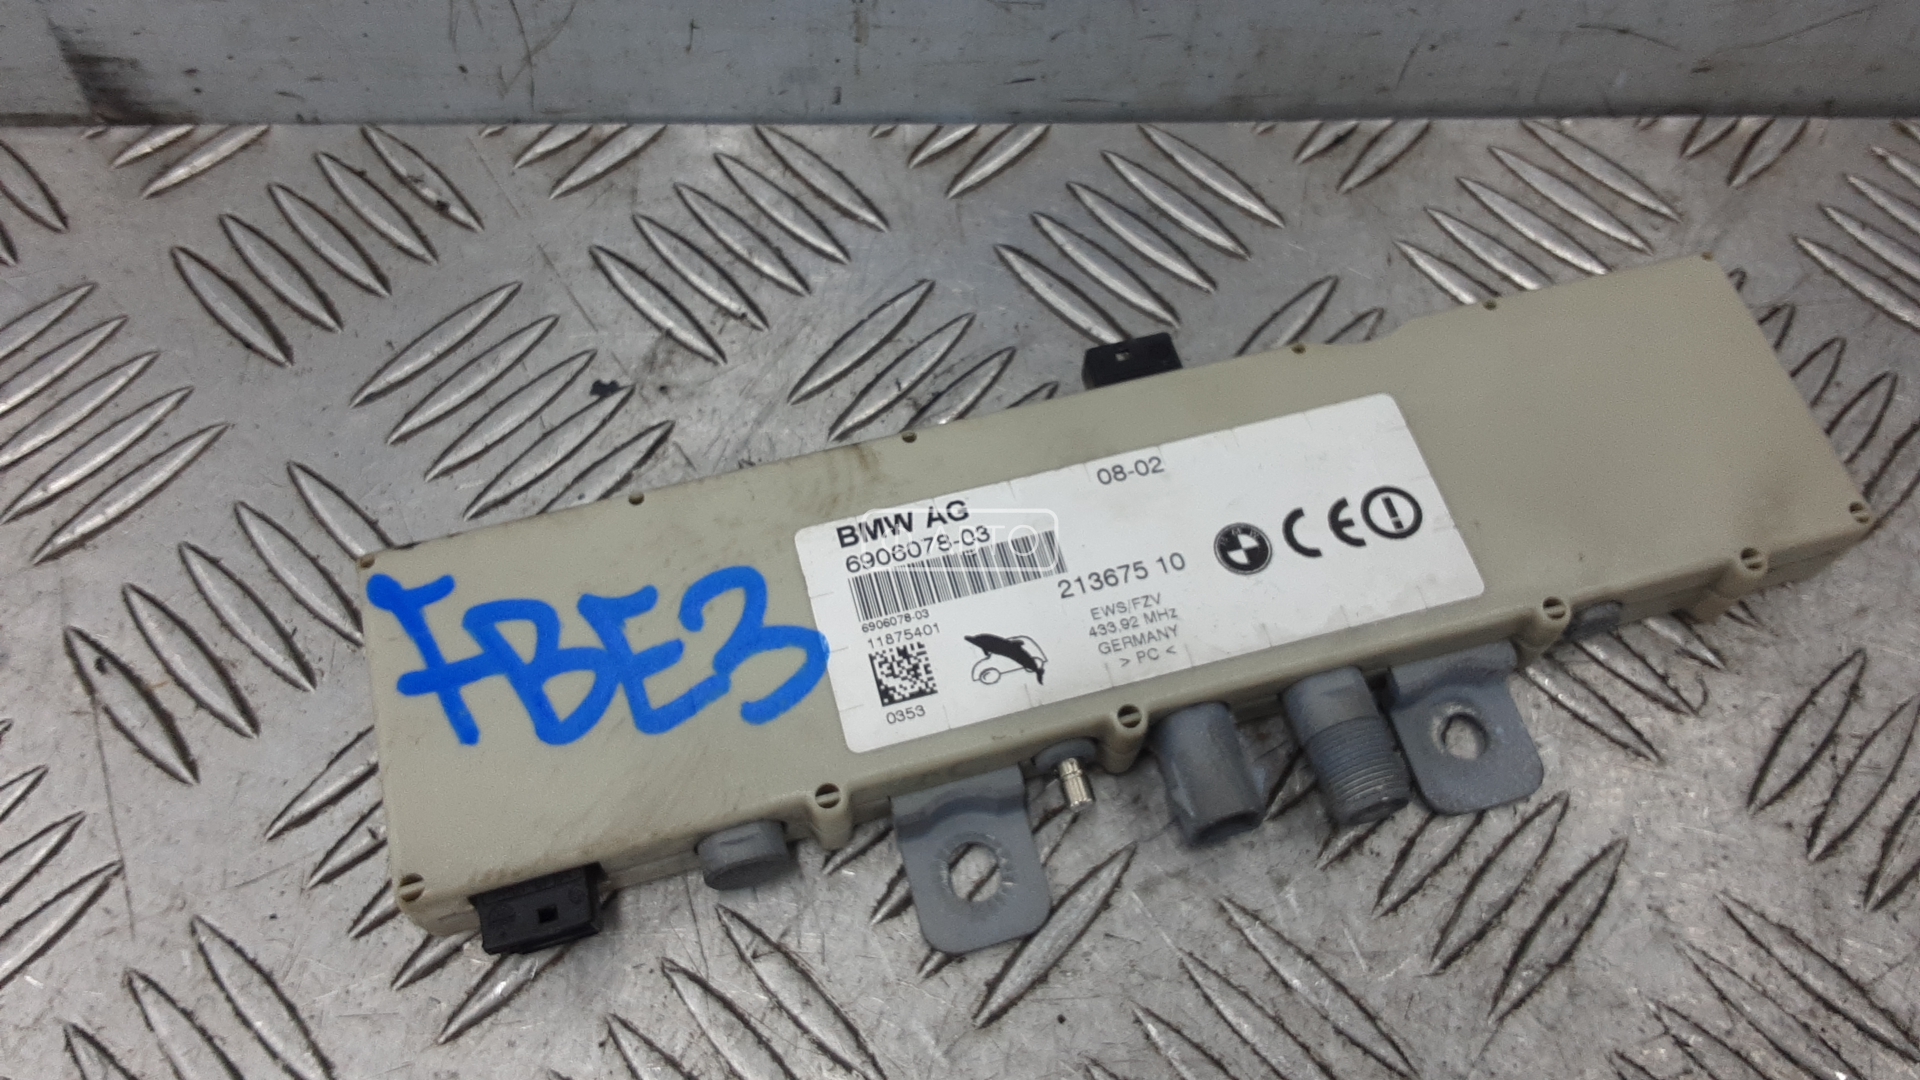 08-02
BMW AG
6906078-03
213675 10
CE
6906078-03
11875401
EWS/FZV
433,92 MHz
GERMANY
> PC <
0353
FBE3